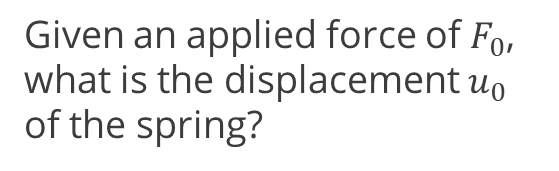 Given an applied force of F₀,
what is the displacement u₀
of the spring?